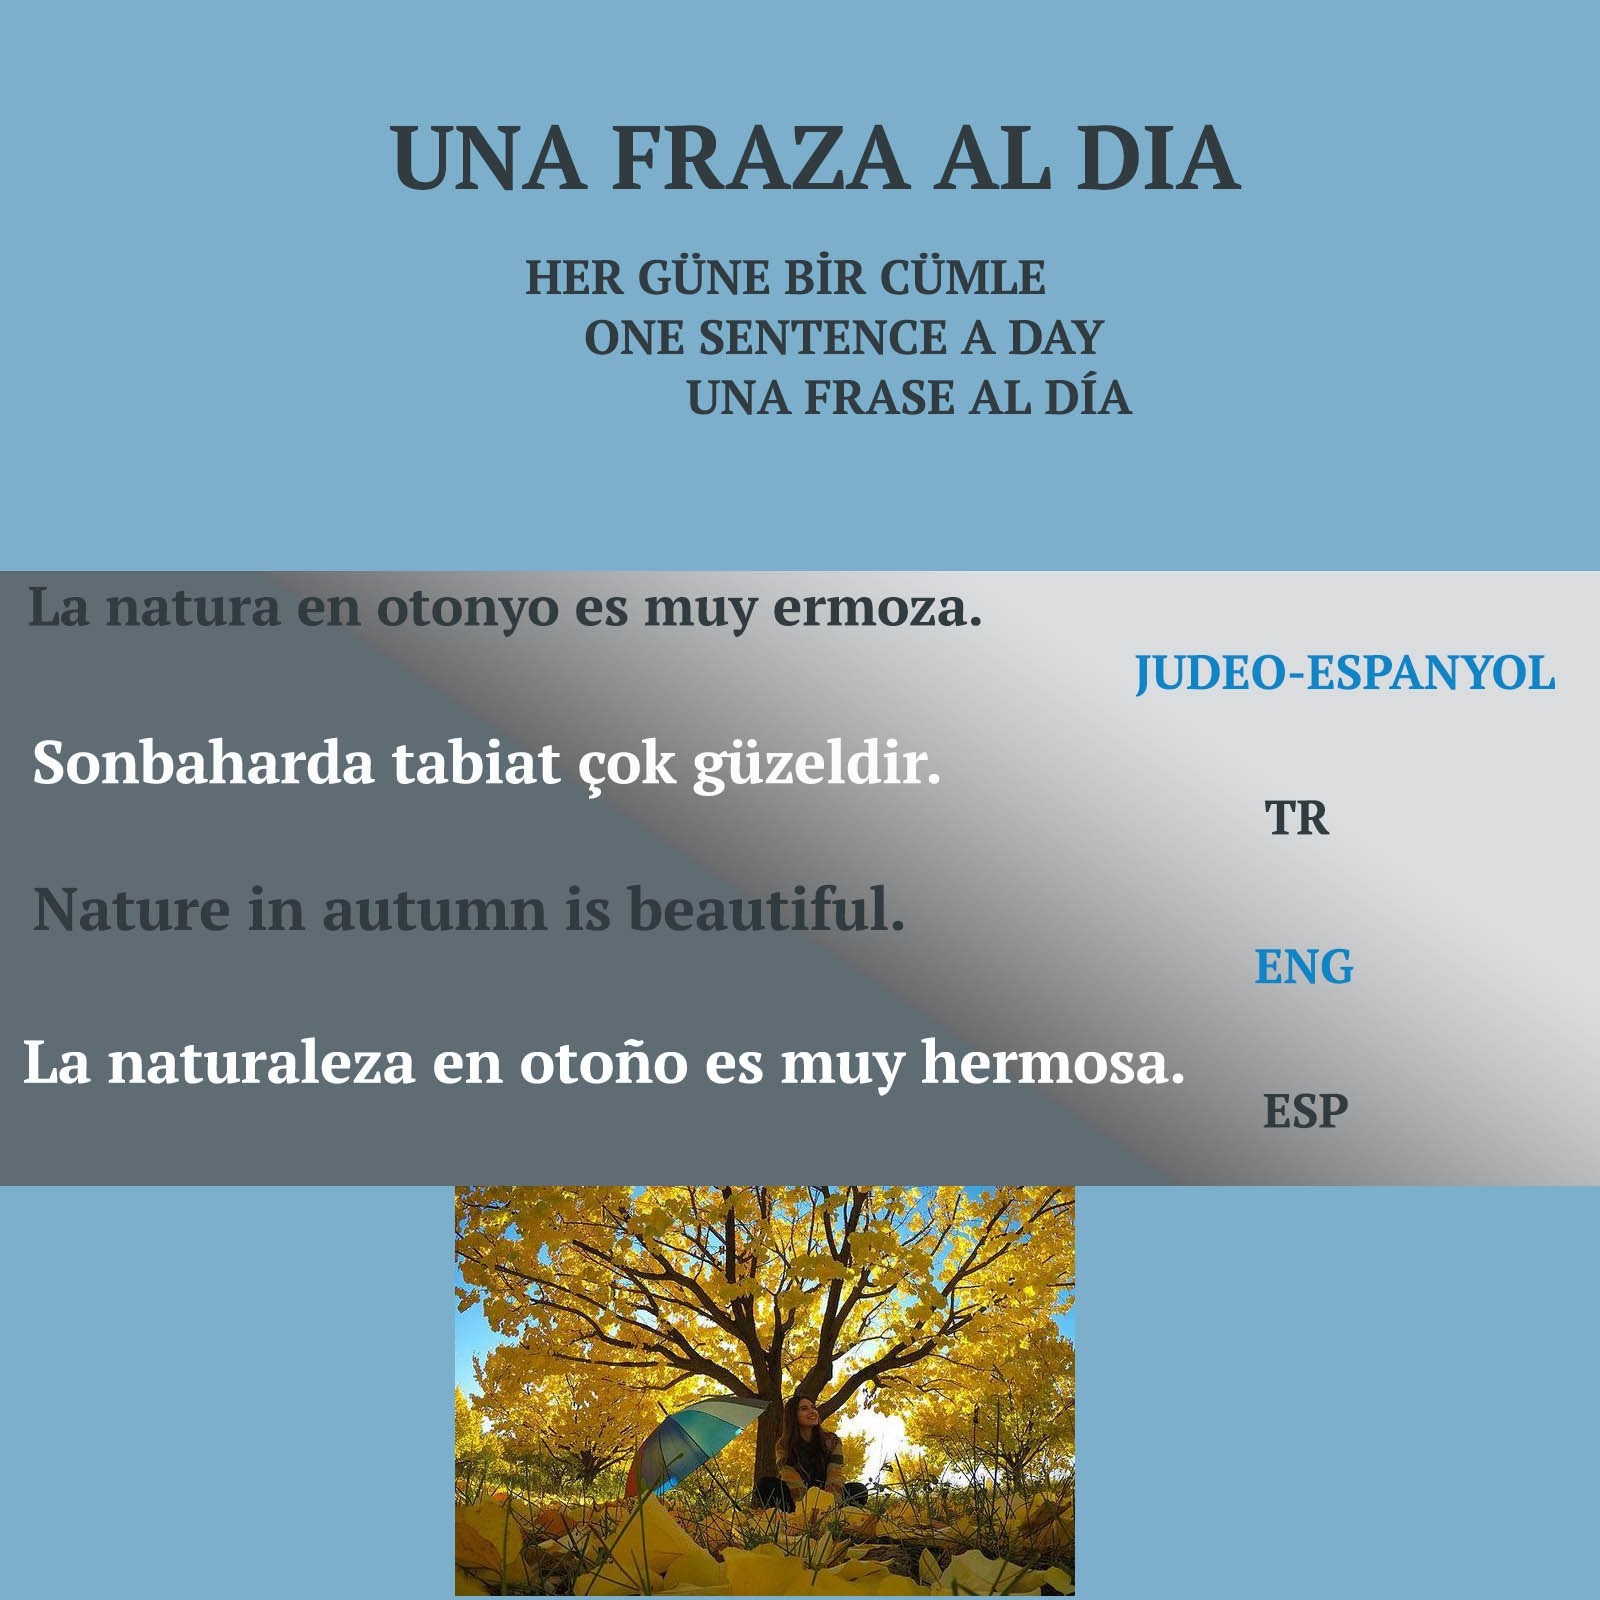 UNA FRAZA AL DIA
HER GÜNE BİR CÜMLE
ONE SENTENCE A DAY
UNA FRASE AL DÍA
La natura en otonyo es muy ermoza.
JUDEO-ESPANYOL
Sonbaharda tabiat çok güzeldir.
TR
Nature in autumn is beautiful.
ENG
La naturaleza en otoño es muy hermosa.
ESP